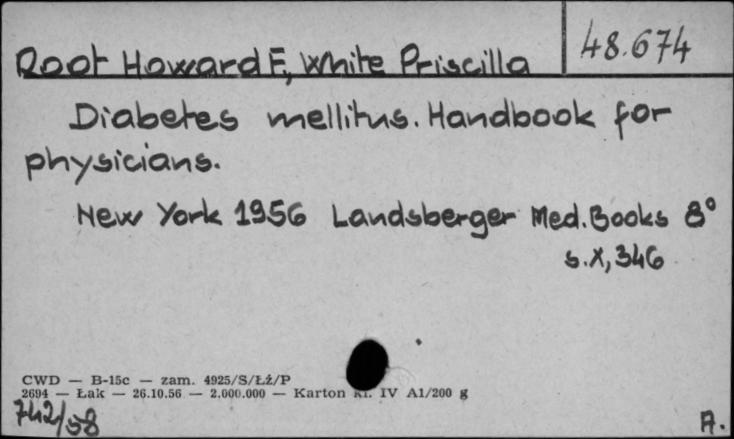 Root Howard F, White Priscilla
48.674
Diabetes mellitus. Handbook for
physicians.
New York 1956 Landsberger Med. Books 8°
s.X, 346
CWD — B-15c — zam. 4925/S/Łż/P
2694 — Łak — 26.10.56 — 2.000.000 — Karton kl. IV A1/200 g
742/58
A.